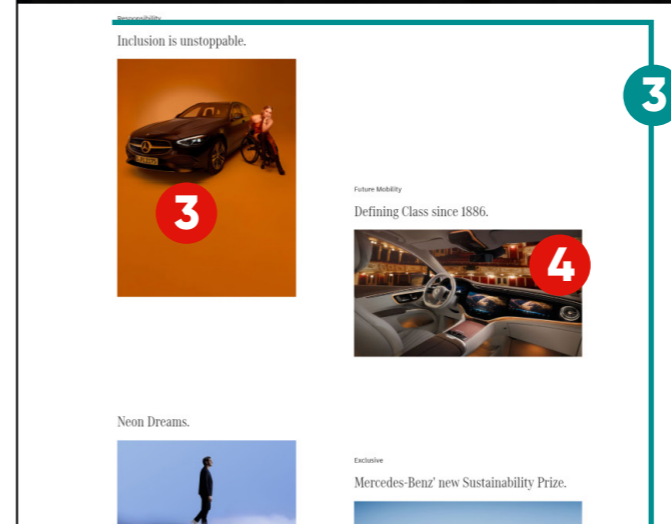 Responsibility
Inclusion is unstoppable.
3
3
Future Mobility
Defining Class since 1886.
4
Neon Dreams.
Exclusive
Mercedes-Benz' new Sustainability Prize.